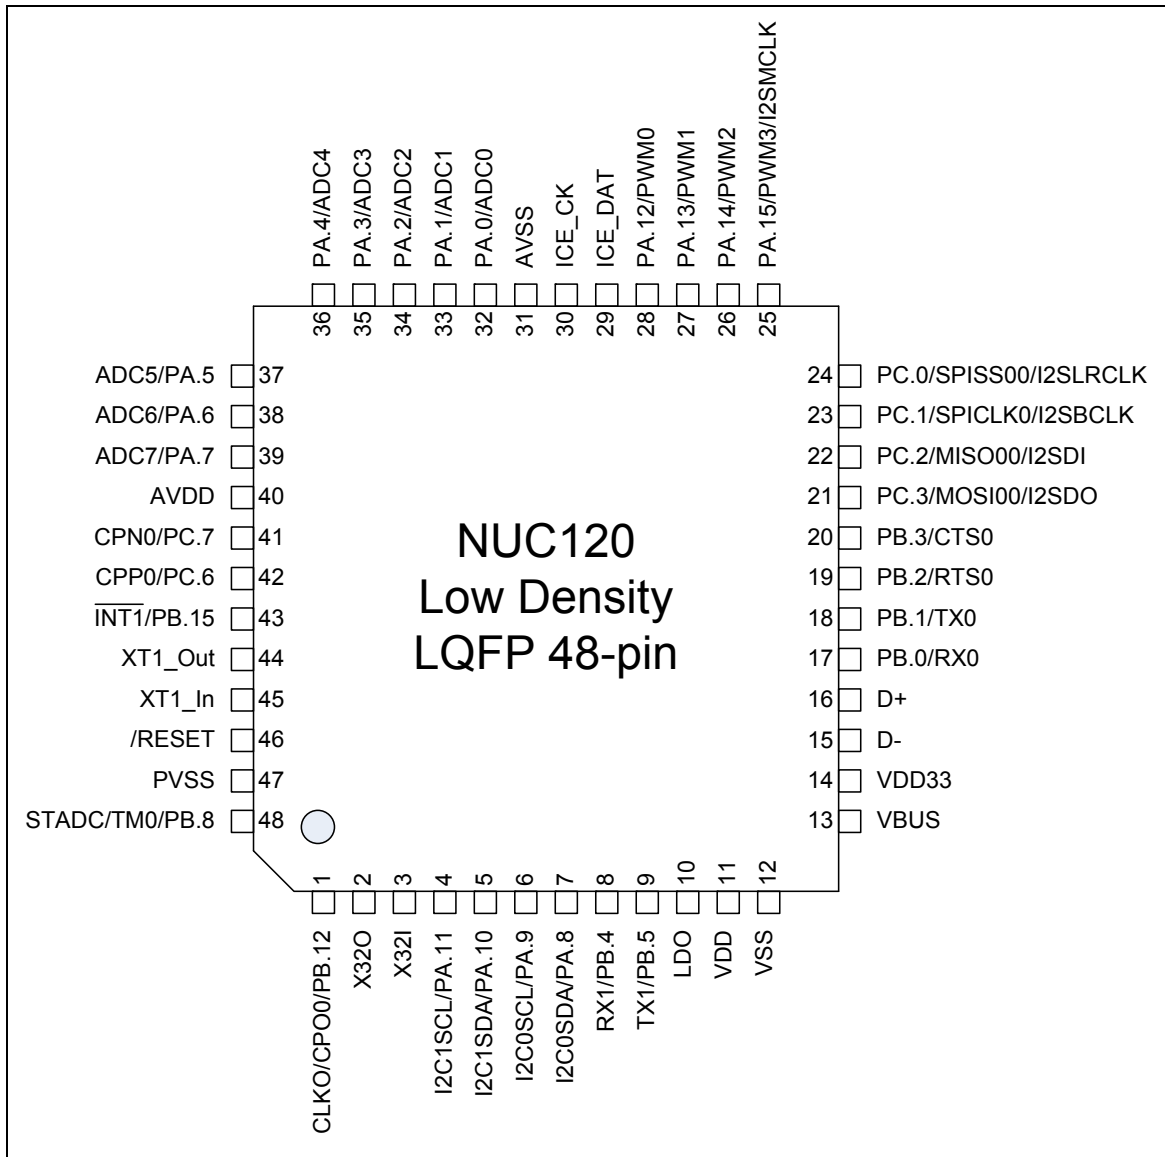 PA.4/ADC4
PA.3/ADC3
PA.2/ADC2
PA.1/ADC1
PA.0/ADC0
AVSS
ICE_CK
ICE_DAT
PA.12/PWM0
PA.13/PWM1
PA.14/PWM2
PA.15/PWM3/I2SMCLK
36
35
34
33
32
31
30
29
28
27
26
25
ADC5/PA.5 37
ADC6/PA.6 38
ADC7/PA.7 39
AVDD 40
CPN0/PC.7 41
CPP0/PC.6 42
INT1/PB.15 43
XT1_Out 44
XT1_In 45
/RESET 46
PVSS 47
STADC/TM0/PB.8 48
NUC120
Low Density
LQFP 48-pin
24 PC.0/SPISS00/I2SLRCLK
23 PC.1/SPICLK0/I2SBCLK
22 PC.2/MISO00/I2SDI
21 PC.3/MOSI00/I2SDO
20 PB.3/CTS0
19 PB.2/RTS0
18 PB.1/TX0
17 PB.0/RX0
16 D+
15 D-
14 VDD33
13 VBUS
1
2
3
4
5
6
7
8
9
10
11
12
CLKO/CPO0/PB.12
X32O
X32I
I2C1SCL/PA.11
I2C1SDA/PA.10
I2C0SCL/PA.9
I2C0SDA/PA.8
RX1/PB.4
TX1/PB.5
LDO
VDD
VSS